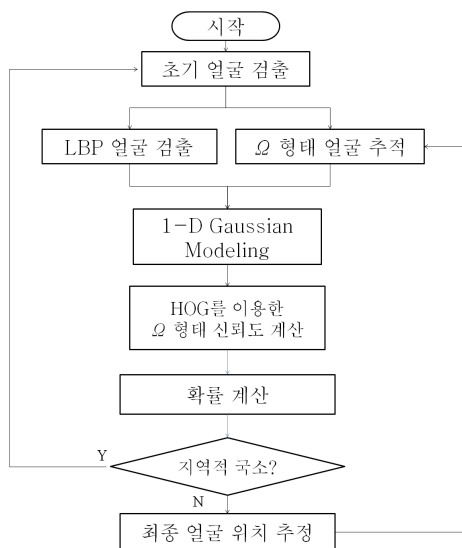 시작
초기 얼굴 검출
LBP 얼굴 검출
Ω 형태 얼굴 추적
1-D Gaussian
Modeling
HOG를 이용한
Ω 형태 신뢰도 계산
확률 계산
Y
지역적 국소?
N
최종 얼굴 위치 추정